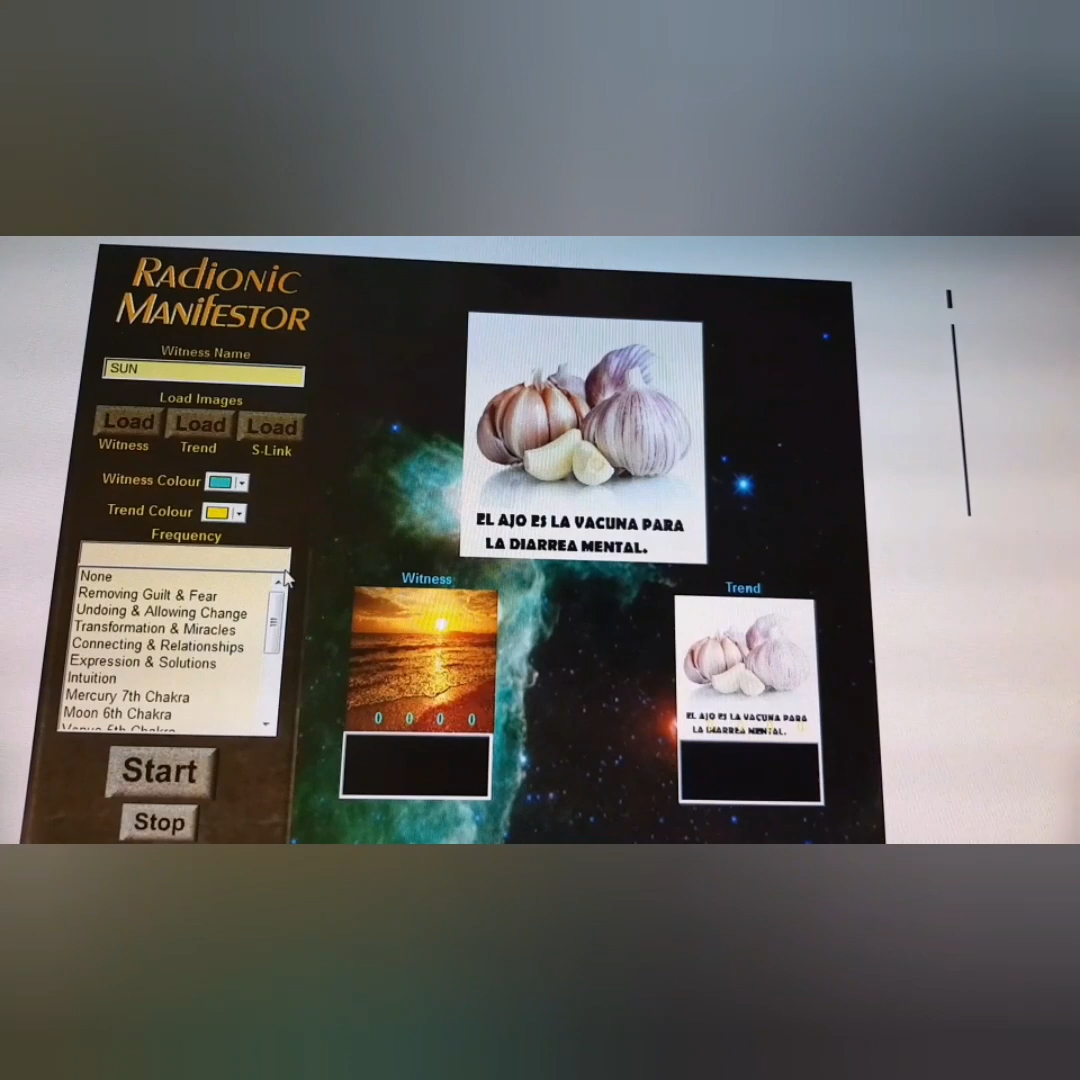 Radionic
Manifestor
Witness Name
SUN
Load Images
Load Load Load
Witness Trend S-Link
Witness Colour
Trend Colour
Frequency
None
Removing Guilt & Fear
Undoing & Allowing Change
Transformation & Miracles
Connecting & Relationships
Expression & Solutions
Intuition
Mercury 7th Chakra
Moon 6th Chakra
Venus 5th Chakra
Start
Stop
EL AJO ES LA VACUNA PARA
LA DIARREA MENTAL.
Witness
0 0 0 0
Trend
EL AJO ES LA VACUNA PARA
LA DIARREA MENTAL.